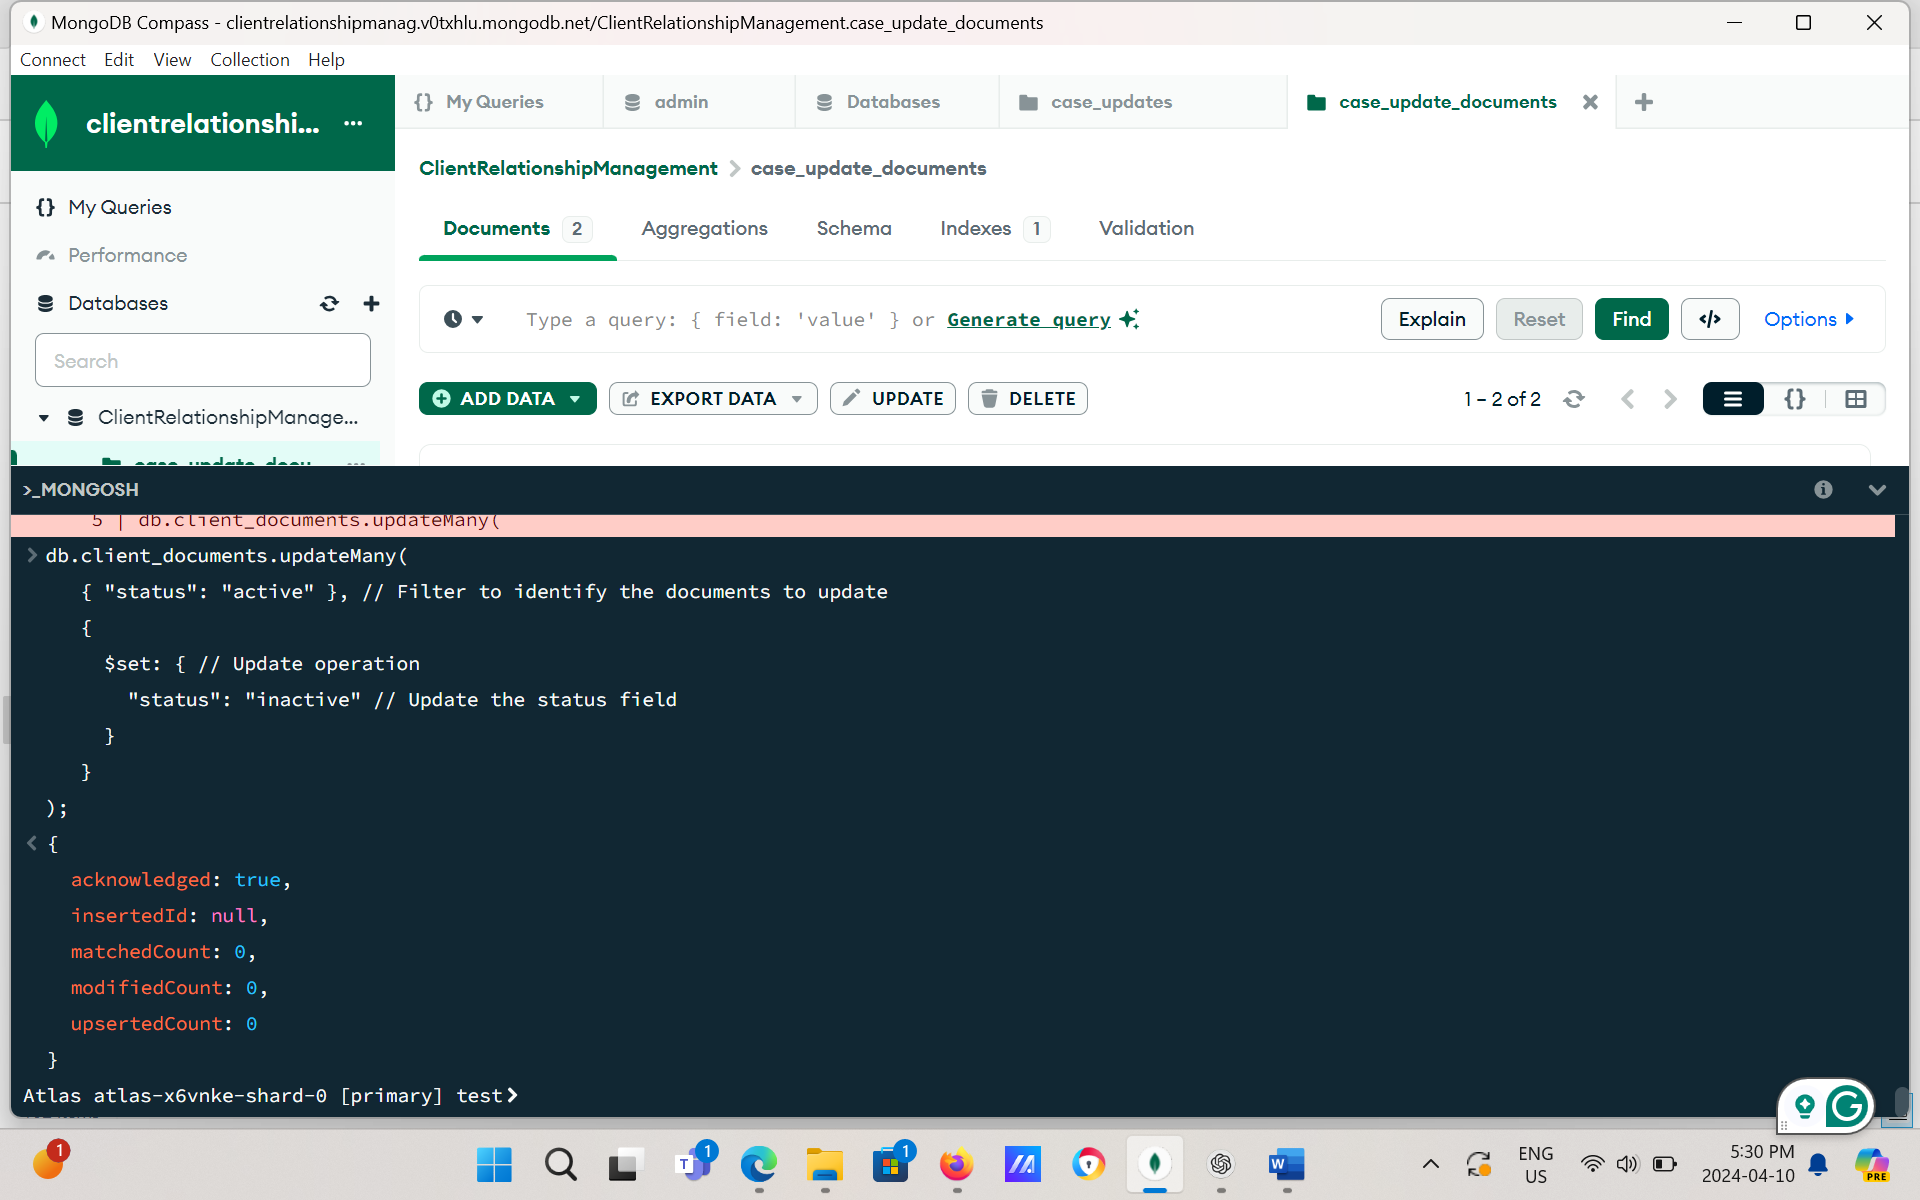 MongoDB Compass - clientrelationshipmanag.v0txhlu.mongodb.net/ClientRelationshipManagement.case_update_documents
Connect Edit View Collection Help
clientrelationshi... ...
{} My Queries
admin
Databases
case_updates
case_update_documents
ClientRelationshipManagement > case_update_documents
{} My Queries
Performance
Databases
Search
ClientRelationshipManage...
case_update_docu...
Documents 2
Aggregations
Schema
Indexes 1
Validation
Type a query: { field: 'value' } or Generate query
Explain
Reset
Find
</>
Options
ADD DATA
EXPORT DATA
UPDATE
DELETE
1 – 2 of 2
{}
>_MONGOSH
5 | db.client_documents.updateMany(
> db.client_documents.updateMany(
{ "status": "active" }, // Filter to identify the documents to update
{
$set: { // Update operation
"status": "inactive" // Update the status field
}
}
);
< {
acknowledged: true,
insertedId: null,
matchedCount: 0,
modifiedCount: 0,
upsertedCount: 0
}
Atlas atlas-x6vnke-shard-0 [primary] test>
1
T 1
1
W
ENG
US
5:30 PM
2024-04-10
PRE